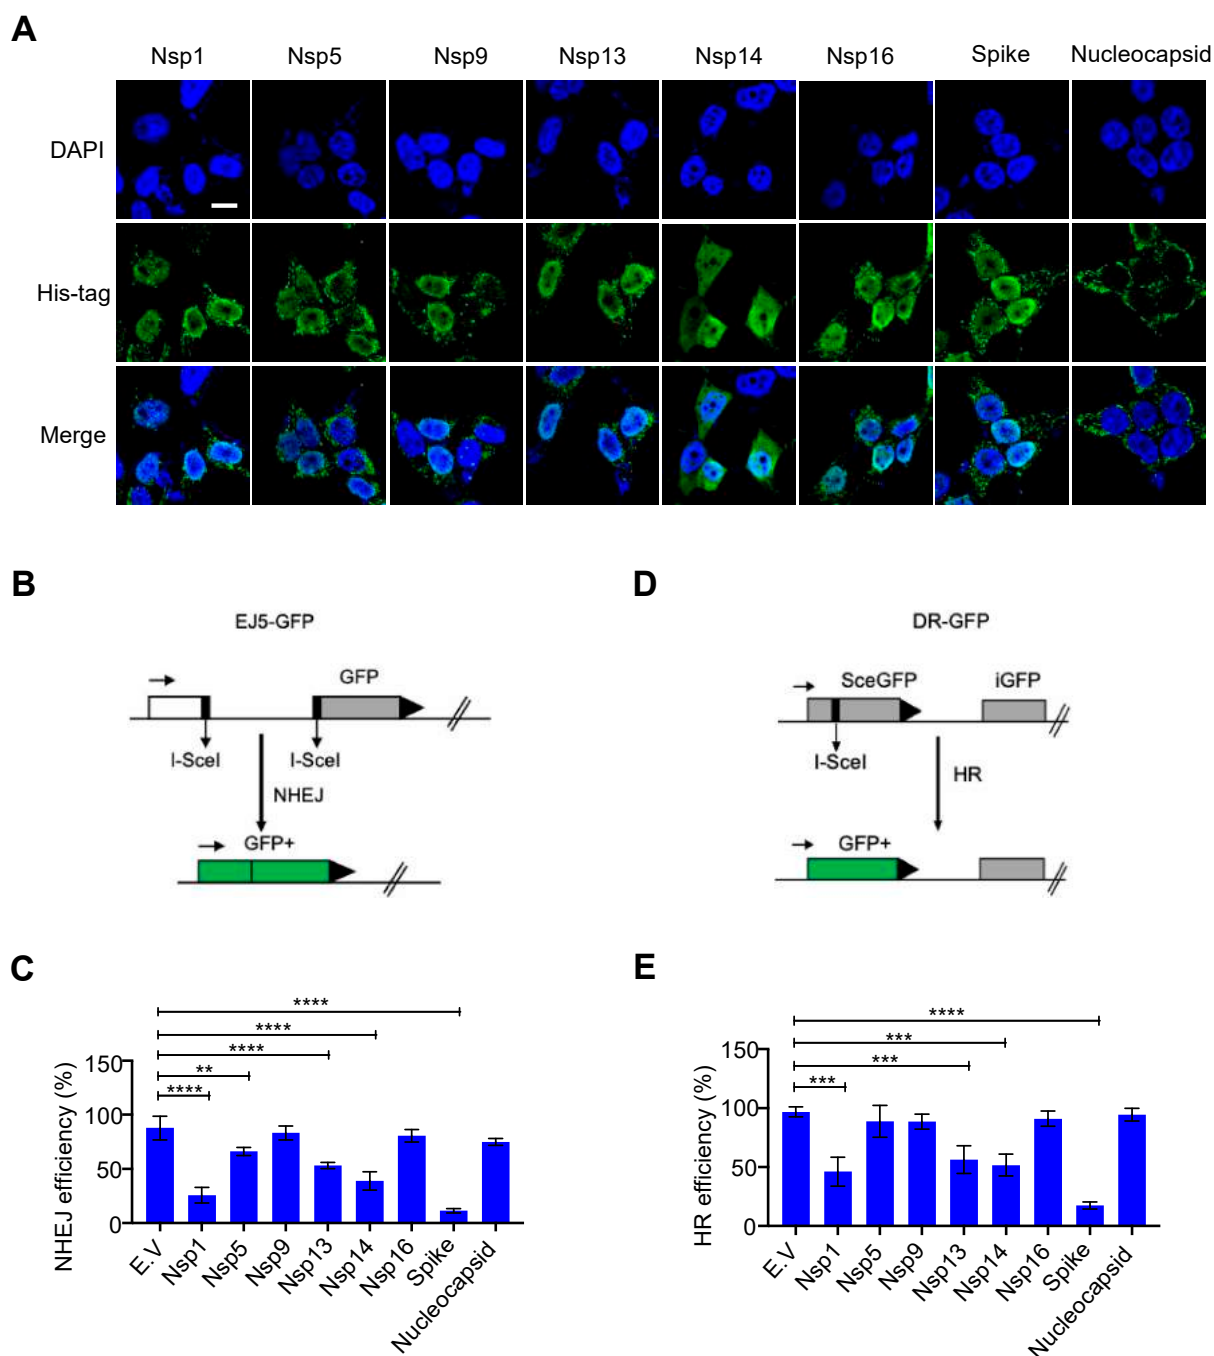 A
Nsp1 Nsp5 Nsp9 Nsp13 Nsp14 Nsp16 Spike Nucleocapsid
DAPI
His-tag
Merge
B
EJ5-GFP
GFP
I-SceI I-SceI
NHEJ
GFP+
D
DR-GFP
SceGFP iGFP
I-SceI
HR
GFP+
C
****
****
****
**
****
NHEJ efficiency (%)
150
100
50
0
E.V Nsp1 Nsp5 Nsp9 Nsp13 Nsp14 Nsp16 Spike Nucleocapsid
E
****
***
***
***
HR efficiency (%)
150
100
50
0
E.V Nsp1 Nsp5 Nsp9 Nsp13 Nsp14 Nsp16 Spike Nucleocapsid